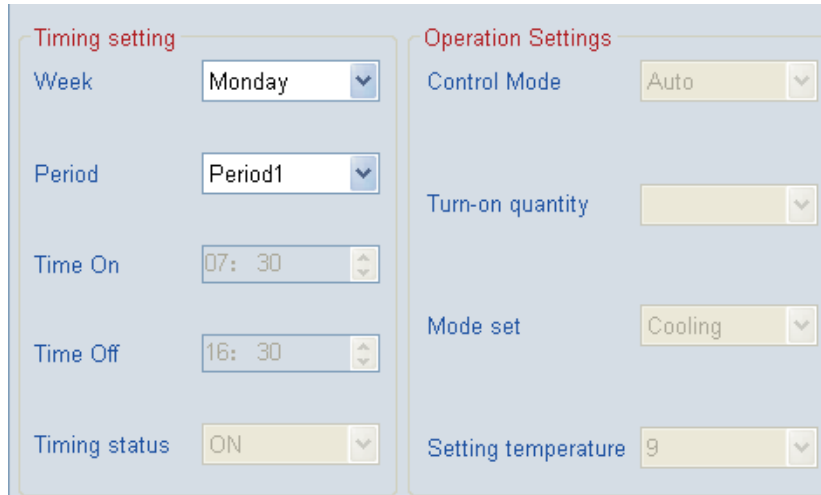 Timing setting
Week Monday
Period Period1
Time On 07: 30
Time Off 16: 30
Timing status ON
Operation Settings
Control Mode Auto
Turn-on quantity
Mode set Cooling
Setting temperature 9